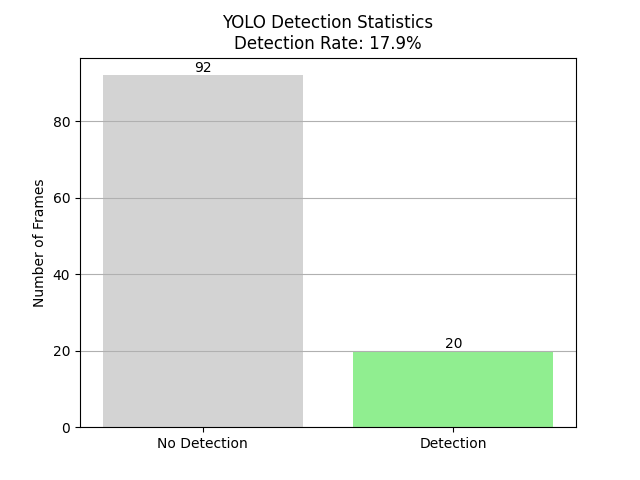 YOLO Detection Statistics
Detection Rate: 17.9%
92
80
60
40
20
0
20
Number of Frames
No Detection
Detection